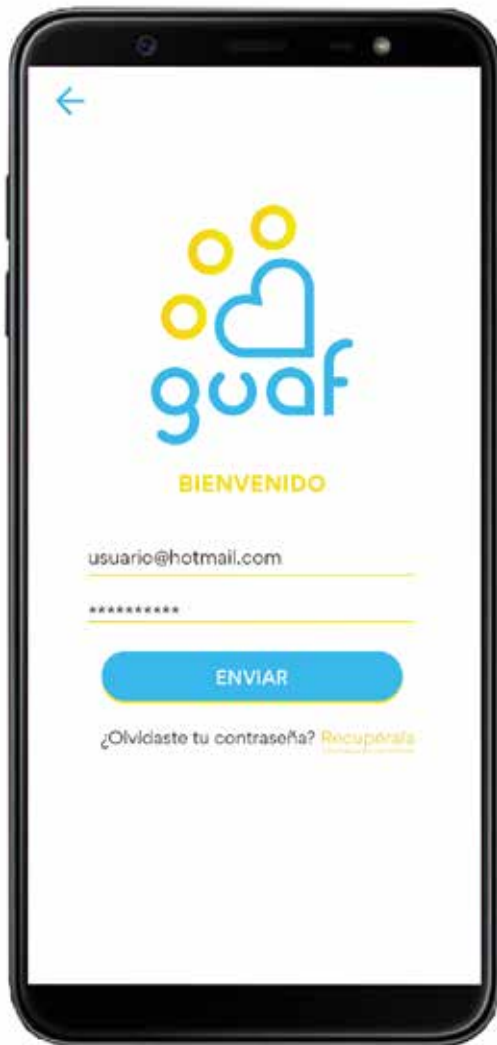 guaf
BIENVENIDO
usuario@hotmail.com
**********
ENVIAR
¿Olvidaste tu contraseña? Recupérala